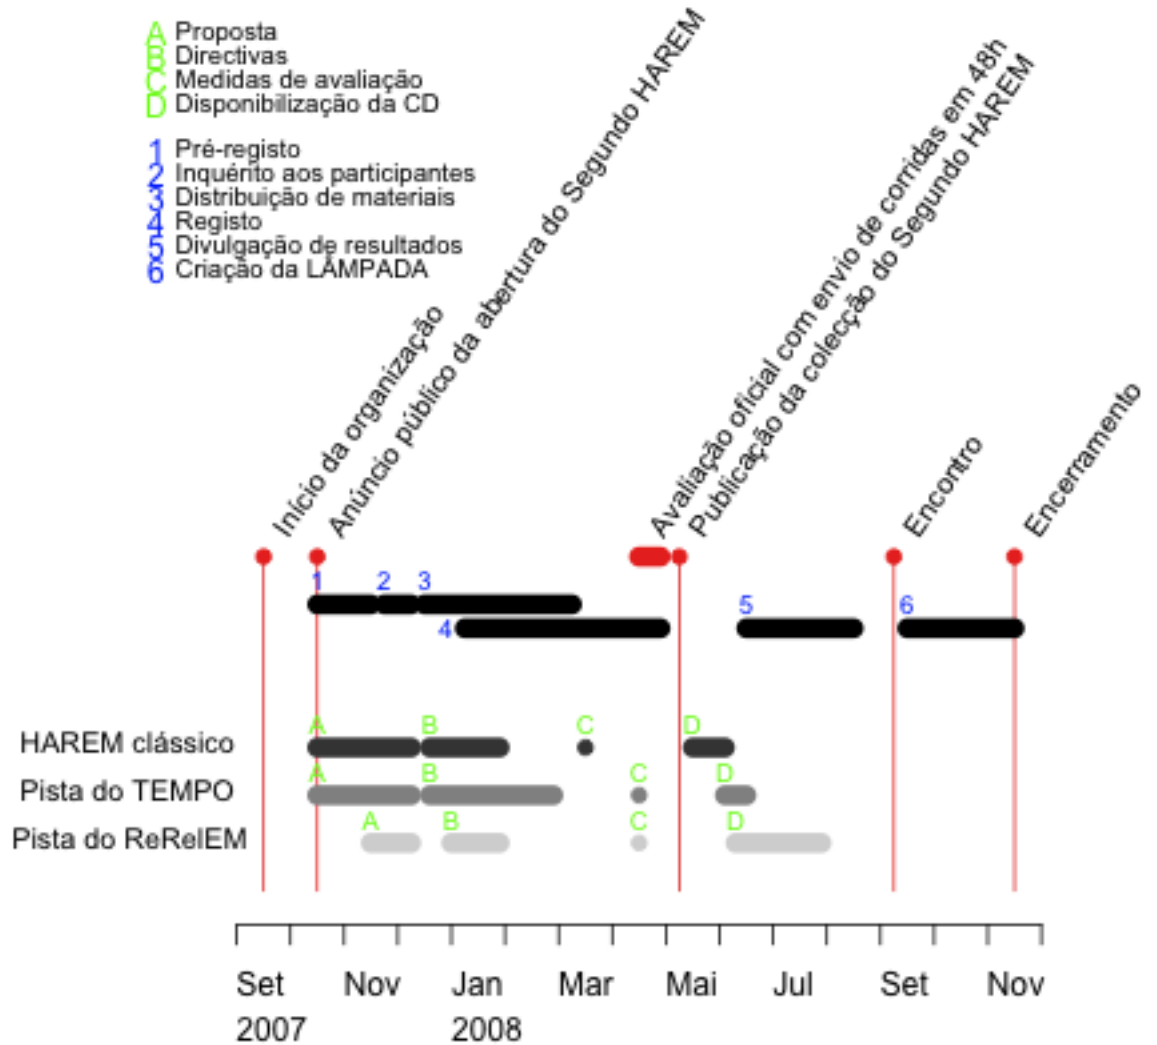 A Proposta
B Directivas
C Medidas de avaliação
D Disponibilização da CD
1 Pré-registo
2 Inquérito aos participantes
3 Distribuição de materiais
4 Registo
5 Divulgação de resultados
6 Criação da LÂMPADA
Início da organização
Anúncio público da abertura do Segundo HAREM
Avaliação oficial com envio de corridas em 48h
Publicação da colecção do Segundo HAREM
Encontro
Encerramento
1 2 3
4 5 6
A B C D
HAREM clássico
A B C D
Pista do TEMPO
A B C D
Pista do ReRelEM
Set Nov Jan Mar Mai Jul Set Nov
2007 2008